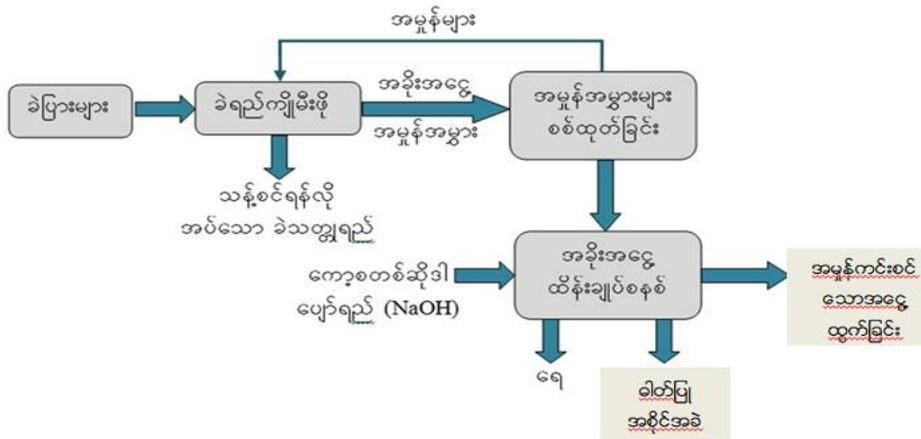 အမှုန်များ
ခဲပြားများ
ခဲရည်ကျိုမီးဖို
အခိုးအငွေ့
အမှုန်အမွှား
အမှုန်အမွှားများ
စစ်ထုတ်ခြင်း
သန့်စင်ရန်လို
အပ်သော ခဲသတ္တုရည်
ကော့စတစ်ဆိုဒါ
ပျော်ရည် (NaOH)
အခိုးအငွေ့
ထိန်းချုပ်စနစ်
အမှုန်ကင်းစင်
သောအငွေ့
ထွက်ခြင်း
ရေ
ဓါတ်ပြု
အစိုင်အခဲ